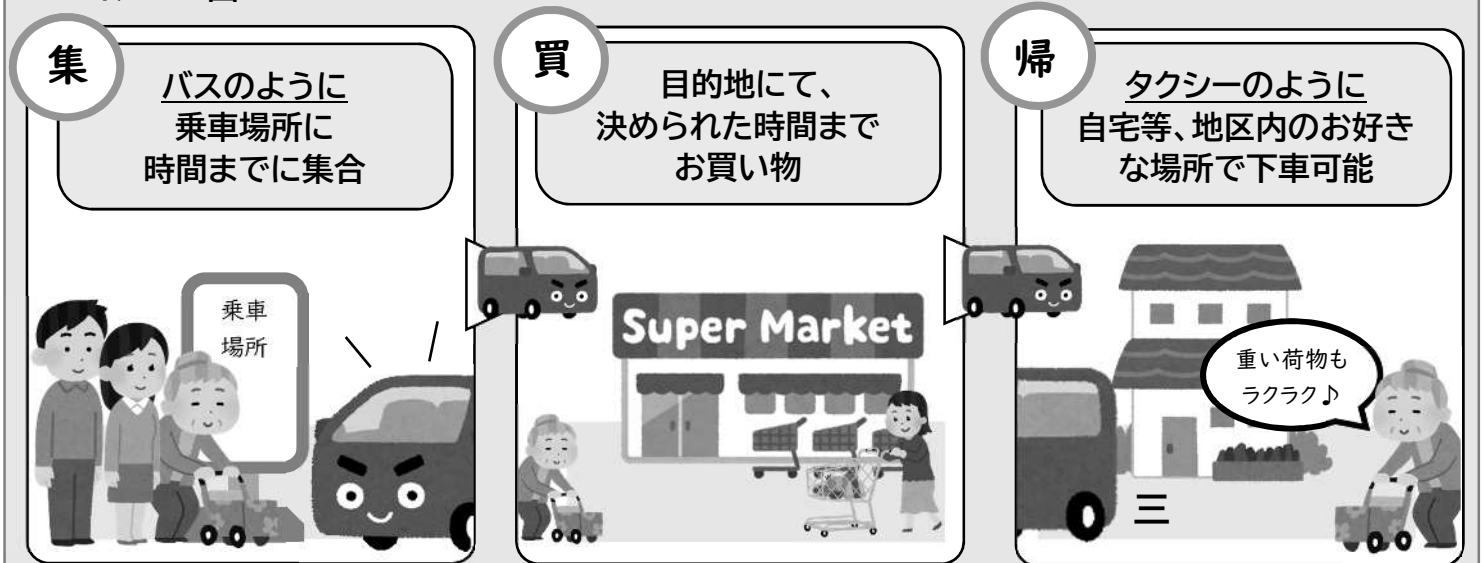 集
バスのように
乗車場所に
時間までに集合
買
目的地にて、
決められた時間まで
お買い物
帰
タクシーのように
自宅等、地区内のお好き
な場所で下車可能
乗車
場所
Super Market
重い荷物も
ラクラク♪